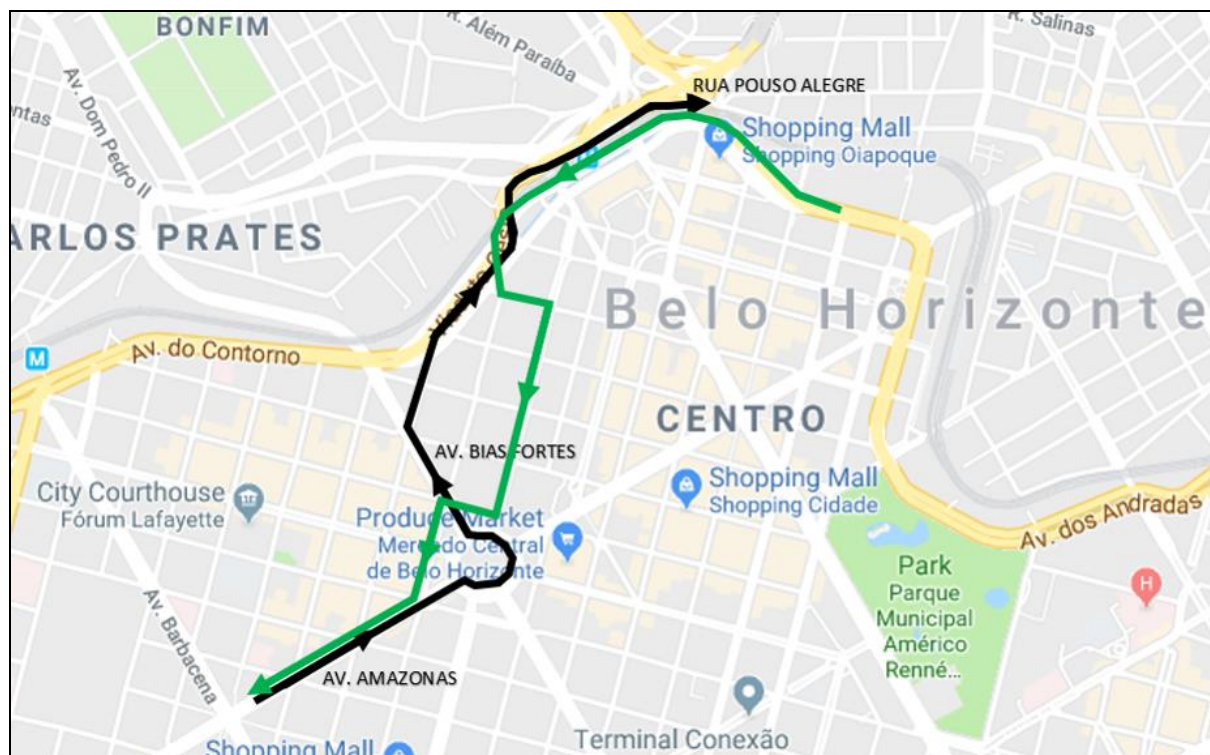 BONFIM
R. Além Paraíba
R. Salinas
Av. Dom Pedro II
ntas
RUA POUSO ALEGRE
Shopping Mall
Shopping Oiapoque
ARLOS PRATES
Viaduto
Belo Horizonte
M
Av. do Contorno
CENTRO
AV. BIAS FORTES
Shopping Mall
Shopping Cidade
City Courthouse
Fórum Lafayette
Produce Market
Mercado Central
de Belo Horizonte
Av. dos Andradas
Park
Parque
Municipal
Américo
Renné...
H
Av. Barbacena
AV. AMAZONAS
Shopping Mall
Terminal Conexão